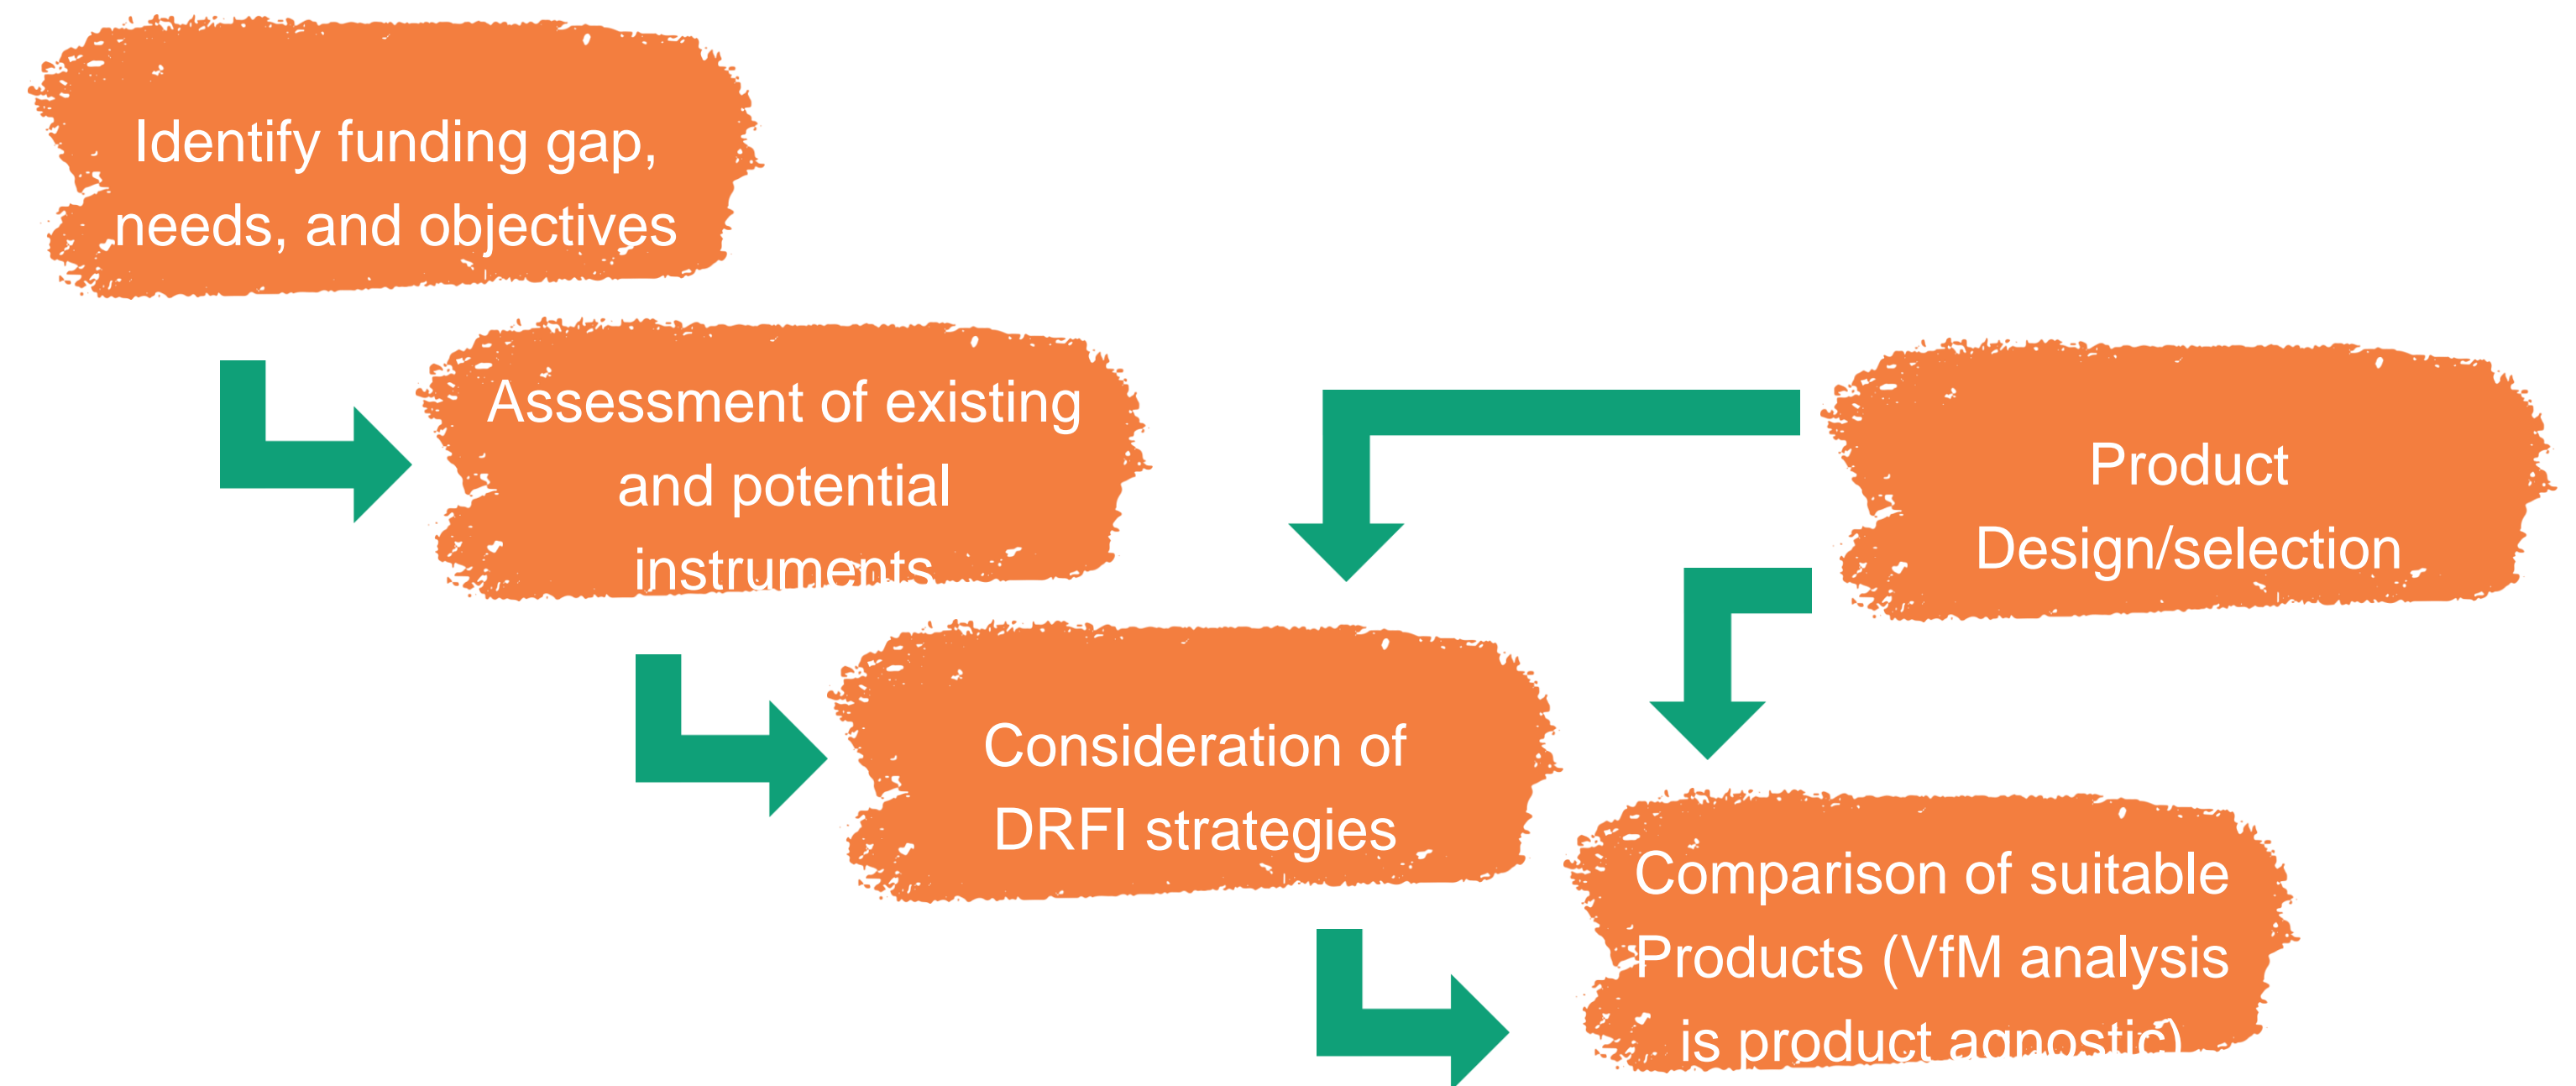 Identify funding gap,
needs, and objectives
Assessment of existing
and potential
instruments
Product
Design/selection
Consideration of
DRFI strategies
Comparison of suitable
Products (VfM analysis
is product agnostic)